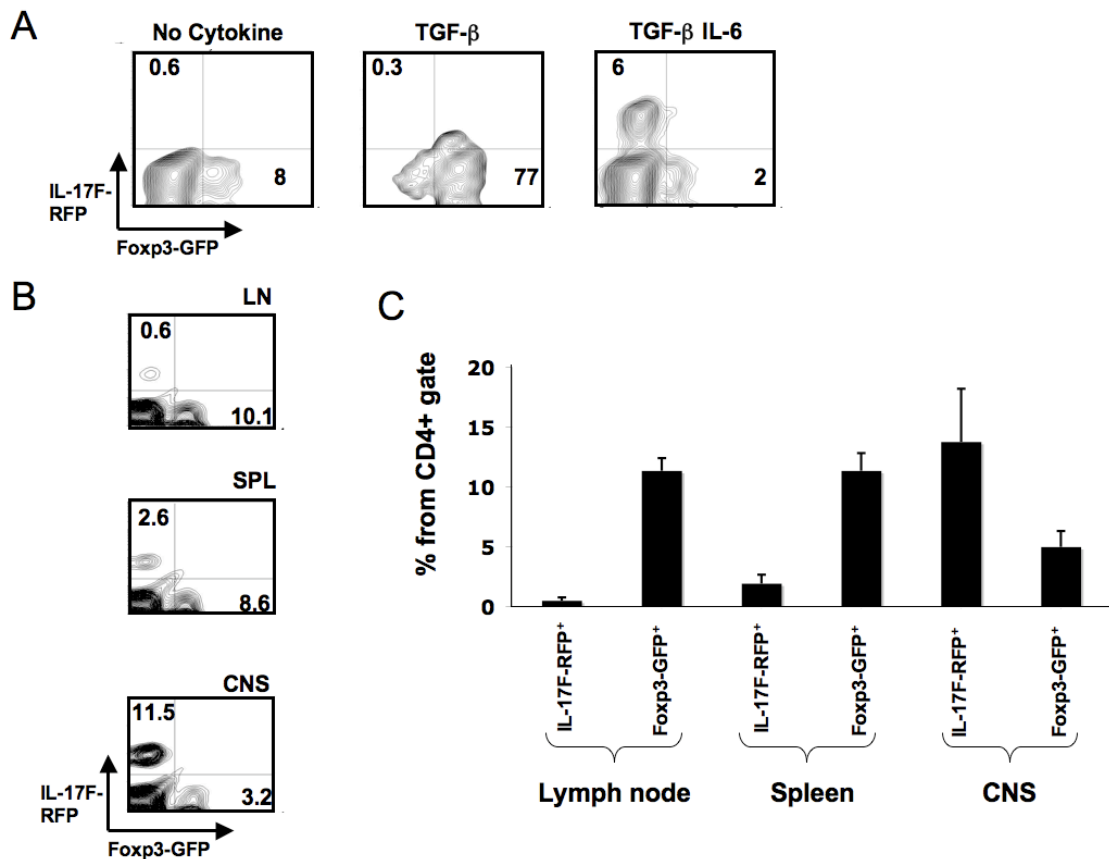 A
No Cytokine
TGF-β
TGF-β IL-6
0.6
8
0.3
77
6
2
IL-17F-
RFP
Foxp3-GFP
B
LN
0.6
10.1
SPL
2.6
8.6
CNS
11.5
3.2
IL-17F-
RFP
Foxp3-GFP
C
% from CD4+ gate
20
15
10
5
0
IL-17F-RFP+
Foxp3-GFP+
IL-17F-RFP+
Foxp3-GFP+
IL-17F-RFP+
Foxp3-GFP+
Lymph node
Spleen
CNS